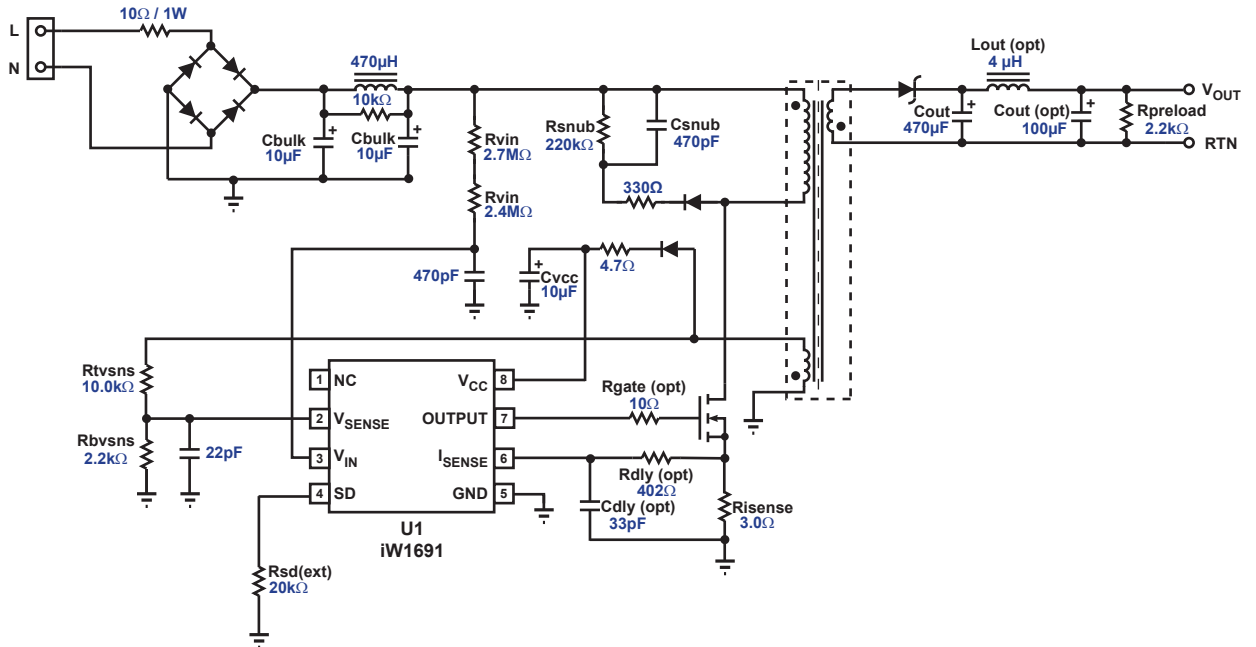 10Ω / 1W
L
N
470µH
10kΩ
Cbulk
10µF
Cbulk
10µF
Rvin
2.7MΩ
Rvin
2.4MΩ
470pF
Rsnub
220kΩ
Csnub
470pF
330Ω
4.7Ω
Cvcc
10µF
Lout (opt)
4 µH
Cout
470µF
Cout (opt)
100µF
Rpreload
2.2kΩ
VOUT
RTN
Rtvsns
10.0kΩ
Rbvsns
2.2kΩ
22pF
1 NC
2 VSENSE
3 VIN
4 SD
VCC 8
OUTPUT 7
ISENSE 6
GND 5
U1
iW1691
Rgate (opt)
10Ω
Rdly (opt)
402Ω
Cdly (opt)
33pF
Risense
3.0Ω
Rsd(ext)
20kΩ